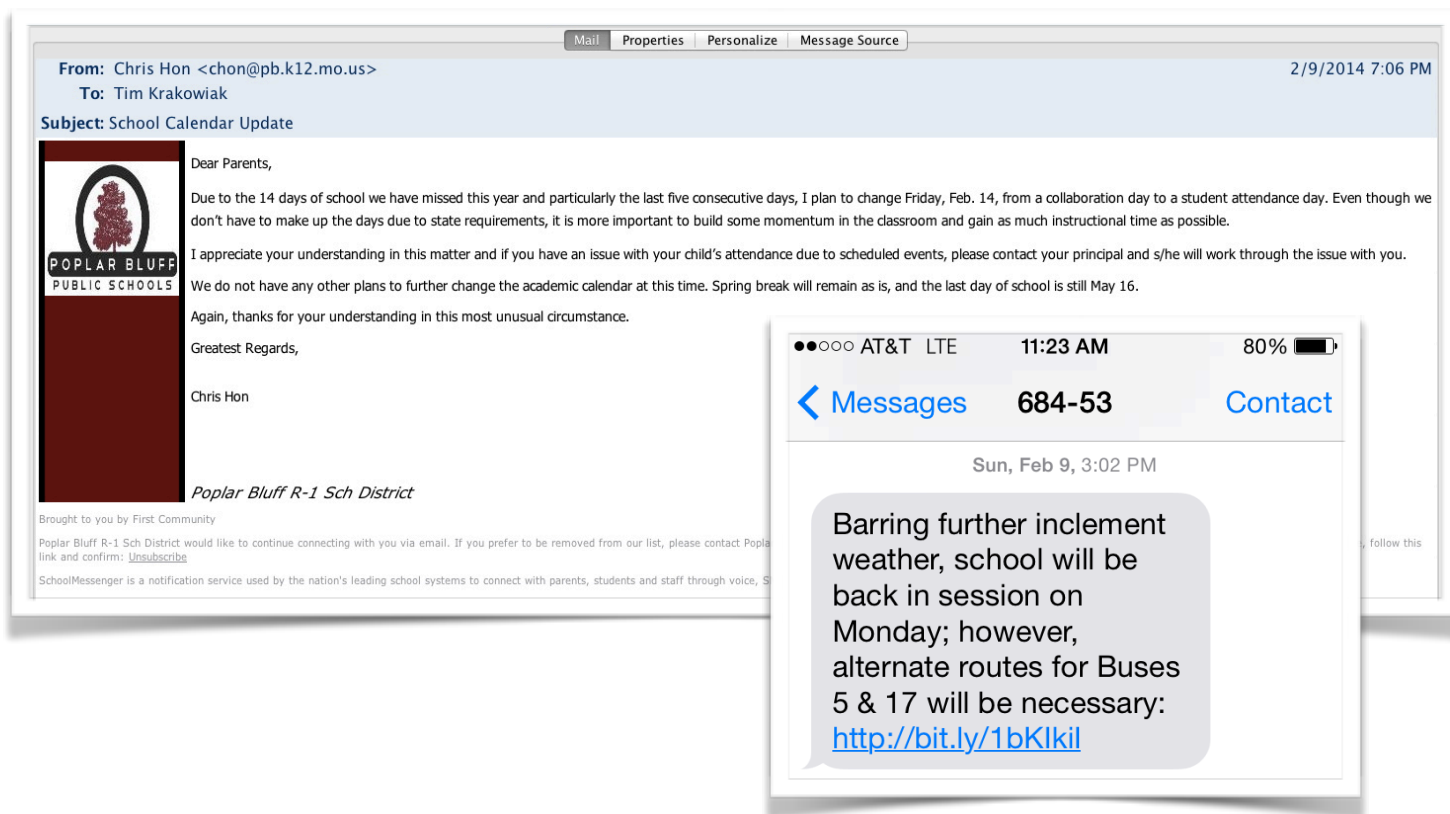 Mail Properties Personalize Message Source
From: Chris Hon <chon@pb.k12.mo.us> 2/9/2014 7:06 PM
To: Tim Krakowiak
Subject: School Calendar Update
POPLAR BLUFF
PUBLIC SCHOOLS
Dear Parents,
Due to the 14 days of school we have missed this year and particularly the last five consecutive days, I plan to change Friday, Feb. 14, from a collaboration day to a student attendance day. Even though we
don't have to make up the days due to state requirements, it is more important to build some momentum in the classroom and gain as much instructional time as possible.
I appreciate your understanding in this matter and if you have an issue with your child's attendance due to scheduled events, please contact your principal and s/he will work through the issue with you.
We do not have any other plans to further change the academic calendar at this time. Spring break will remain as is, and the last day of school is still May 16.
Again, thanks for your understanding in this most unusual circumstance.
Greatest Regards,
Chris Hon
Poplar Bluff R-1 Sch District
Brought to you by First Community
Poplar Bluff R-1 Sch District would like to continue connecting with you via email. If you prefer to be removed from our list, please contact , follow this
link and confirm: Unsubscribe
SchoolMessenger is a notification service used by the nation's leading school systems to connect with parents, students and staff through voice,
AT&T LTE 11:23 AM 80%
Messages 684-53 Contact
Sun, Feb 9, 3:02 PM
Barring further inclement
weather, school will be
back in session on
Monday; however,
alternate routes for Buses
5 & 17 will be necessary:
http://bit.ly/1bKIkil